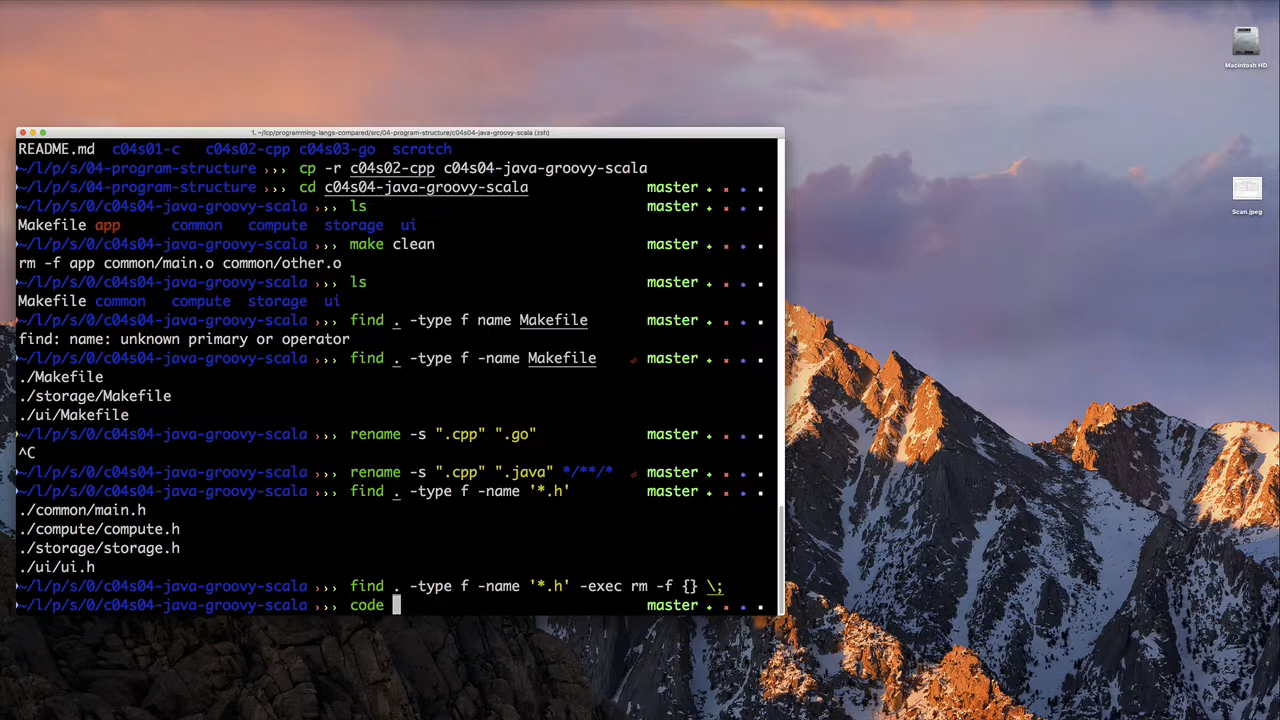 1. ~/lcp/programming-langs-compared/src/04-program-structure/c04s04-java-groovy-scala (zsh)
README.md c04s01-c c04s02-cpp c04s03-go scratch
~/l/p/s/04-program-structure ››› cp -r c04s02-cpp c04s04-java-groovy-scala
~/l/p/s/04-program-structure ››› cd c04s04-java-groovy-scala master
~/l/p/s/0/c04s04-java-groovy-scala ››› ls master
Makefile app common compute storage ui
~/l/p/s/0/c04s04-java-groovy-scala ››› make clean master
rm -f app common/main.o common/other.o
~/l/p/s/0/c04s04-java-groovy-scala ››› ls master
Makefile common compute storage ui
~/l/p/s/0/c04s04-java-groovy-scala ››› find . -type f name Makefile master
find: name: unknown primary or operator
~/l/p/s/0/c04s04-java-groovy-scala ››› find . -type f -name Makefile master
./Makefile
./storage/Makefile
./ui/Makefile
~/l/p/s/0/c04s04-java-groovy-scala ››› rename -s ".cpp" ".go" master
^C
~/l/p/s/0/c04s04-java-groovy-scala ››› rename -s ".cpp" ".java" */**/* master
~/l/p/s/0/c04s04-java-groovy-scala ››› find . -type f -name '*.h' master
./common/main.h
./compute/compute.h
./storage/storage.h
./ui/ui.h
~/l/p/s/0/c04s04-java-groovy-scala ››› find . -type f -name '*.h' -exec rm -f {} \;
~/l/p/s/0/c04s04-java-groovy-scala ››› code master
Macintosh HD
Scan.jpeg